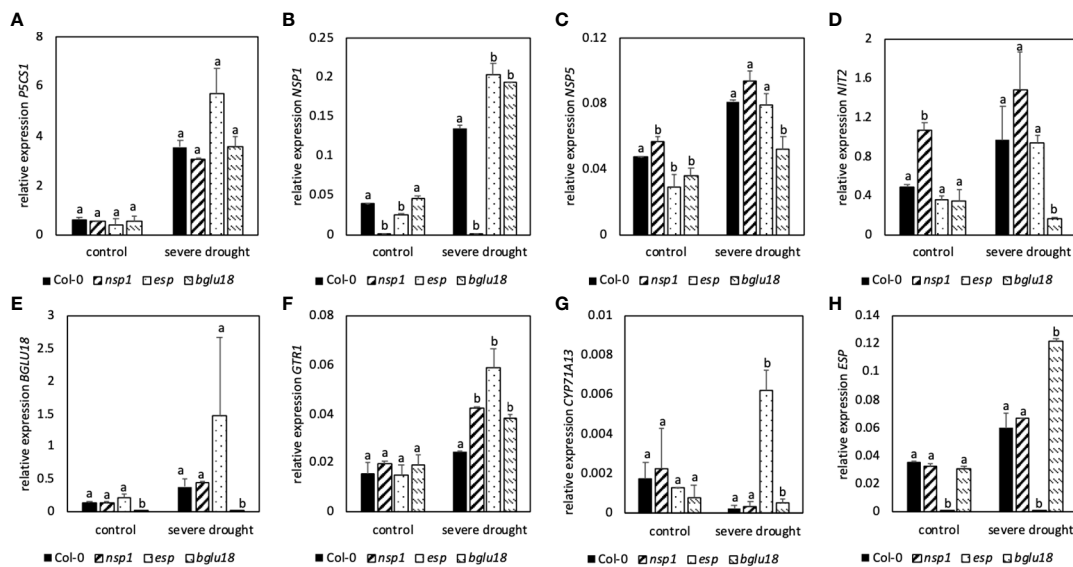 A
relative expression P5CS1
8
6
4
2
0
a a a a a a a a
control severe drought
Col-0 nsp1 esp bglu18
B
relative expression NSP1
0.25
0.2
0.15
0.1
0.05
0
a b b a a b b b
control severe drought
Col-0 nsp1 esp bglu18
C
relative expression NSP5
0.12
0.08
0.04
0
a b b b a a a a
control severe drought
Col-0 nsp1 esp bglu18
D
relative expression NIT2
2
1.6
1.2
0.8
0.4
0
a b a a a a a b
control severe drought
Col-0 nsp1 esp bglu18
E
relative expression BGLU18
3
2.5
2
1.5
1
0.5
0
a a a b a a a b
control severe drought
Col-0 nsp1 esp bglu18
F
relative expression GTR1
0.08
0.06
0.04
0.02
0
a a a a a b b b
control severe drought
Col-0 nsp1 esp bglu18
G
relative expression CYP71A13
0.01
0.008
0.006
0.004
0.002
0
a a a a a a b b
control severe drought
Col-0 nsp1 esp bglu18
H
relative expression ESP
0.14
0.12
0.1
0.08
0.06
0.04
0.02
0
a a b a a a b b
control severe drought
Col-0 nsp1 esp bglu18